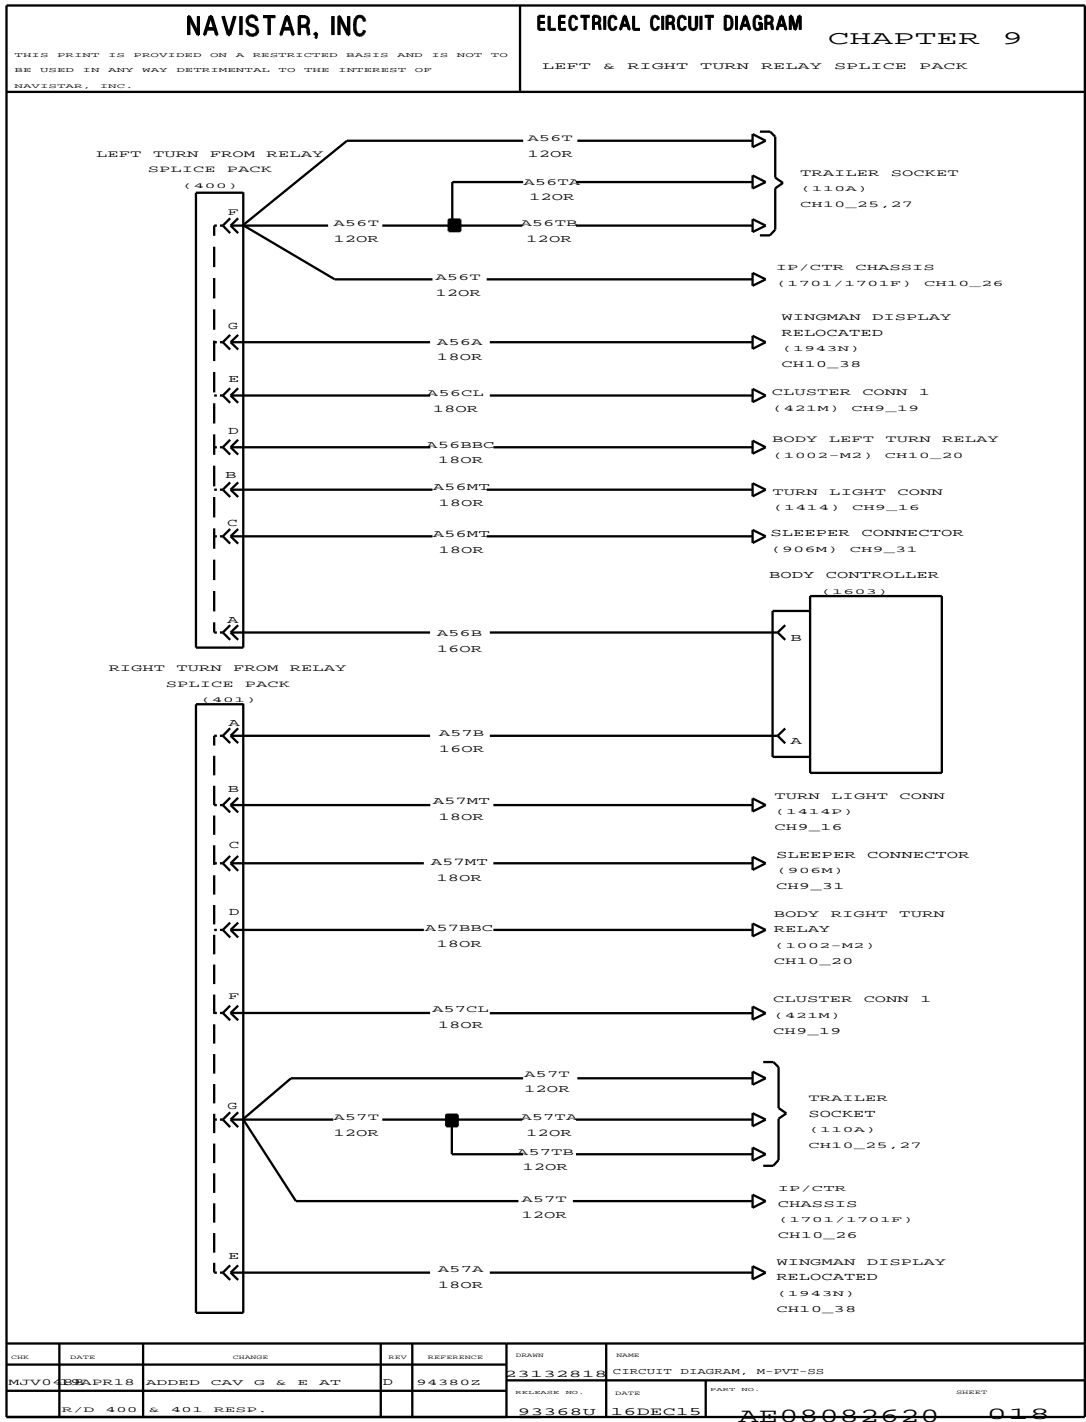 NAVISTAR, INC
THIS PRINT IS PROVIDED ON A RESTRICTED BASIS AND IS NOT TO
BE USED IN ANY WAY DETRIMENTAL TO THE INTEREST OF
NAVISTAR, INC.
ELECTRICAL CIRCUIT DIAGRAM
CHAPTER 9
LEFT & RIGHT TURN RELAY SPLICE PACK
LEFT TURN FROM RELAY
SPLICE PACK
(400)
F
A56T
12OR
A56T
12OR
A56TA
12OR
A56TB
12OR
TRAILER SOCKET
(110A)
CH10_25,27
A56T
12OR
IP/CTR CHASSIS
(1701/1701F) CH10_26
G
A56A
18OR
WINGMAN DISPLAY
RELOCATED
(1943N)
CH10_38
E
A56CL
18OR
CLUSTER CONN 1
(421M) CH9_19
D
A56BBC
18OR
BODY LEFT TURN RELAY
(1002-M2) CH10_20
B
A56MT
18OR
TURN LIGHT CONN
(1414) CH9_16
C
A56MT
18OR
SLEEPER CONNECTOR
(906M) CH9_31
BODY CONTROLLER
(1603)
A
A56B
16OR
B
RIGHT TURN FROM RELAY
SPLICE PACK
(401)
A
A57B
16OR
A
B
A57MT
18OR
TURN LIGHT CONN
(1414P)
CH9_16
C
A57MT
18OR
SLEEPER CONNECTOR
(906M)
CH9_31
D
A57BBC
18OR
BODY RIGHT TURN
RELAY
(1002-M2)
CH10_20
F
A57CL
18OR
CLUSTER CONN 1
(421M)
CH9_19
G
A57T
12OR
A57T
12OR
A57TA
12OR
A57TB
12OR
TRAILER
SOCKET
(110A)
CH10_25,27
A57T
12OR
IP/CTR
CHASSIS
(1701/1701F)
CH10_26
E
A57A
18OR
WINGMAN DISPLAY
RELOCATED
(1943N)
CH10_38
CHK DATE CHANGE REV REFERENCE
APR18 ADDED CAV G & E AT D 94380Z
R/D 400 & 401 RESP.
DRAWN
23132818
NAME
CIRCUIT DIAGRAM, M-PVT-SS
RELEASE NO.
93368U
DATE
16DEC15
PART NO.
AE08082620
SHEET
018